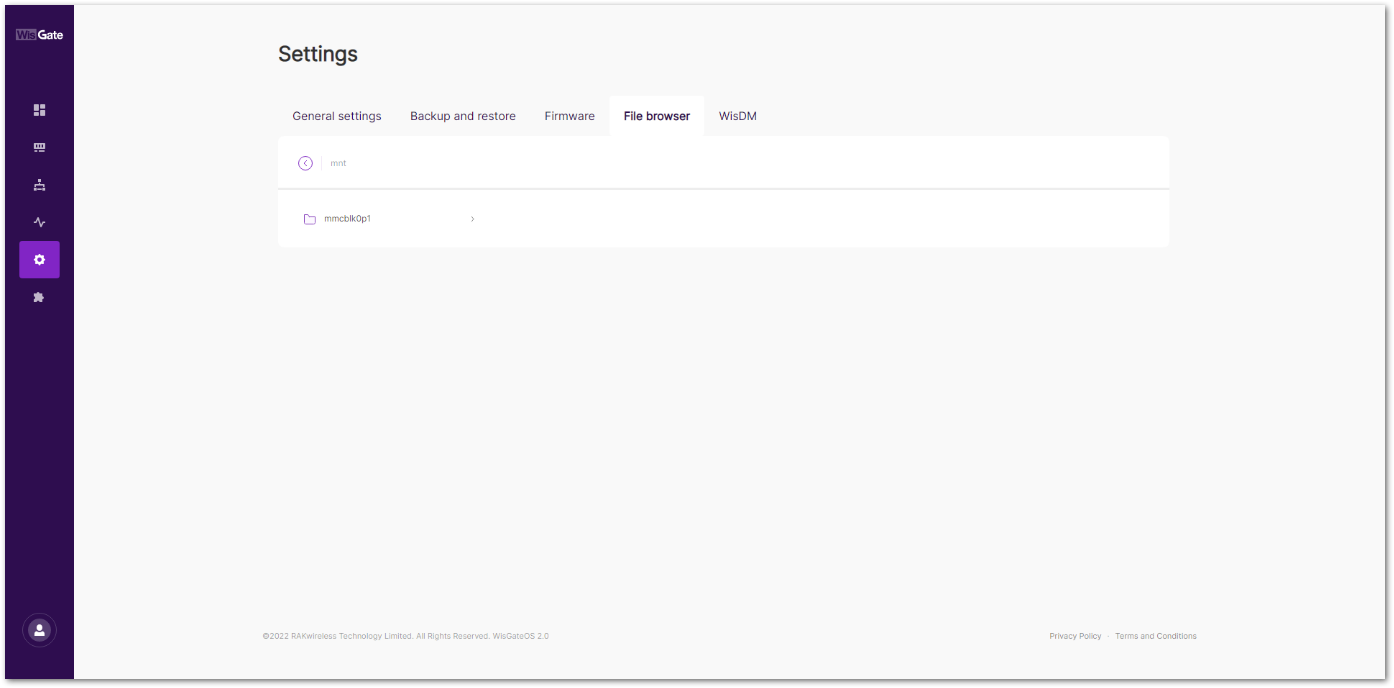 WisGate
Settings
General settings Backup and restore Firmware File browser WisDM
mnt
mmcblk0p1
©2022 RAKwireless Technology Limited. All Rights Reserved. WisGateOS 2.0 Privacy Policy · Terms and Conditions